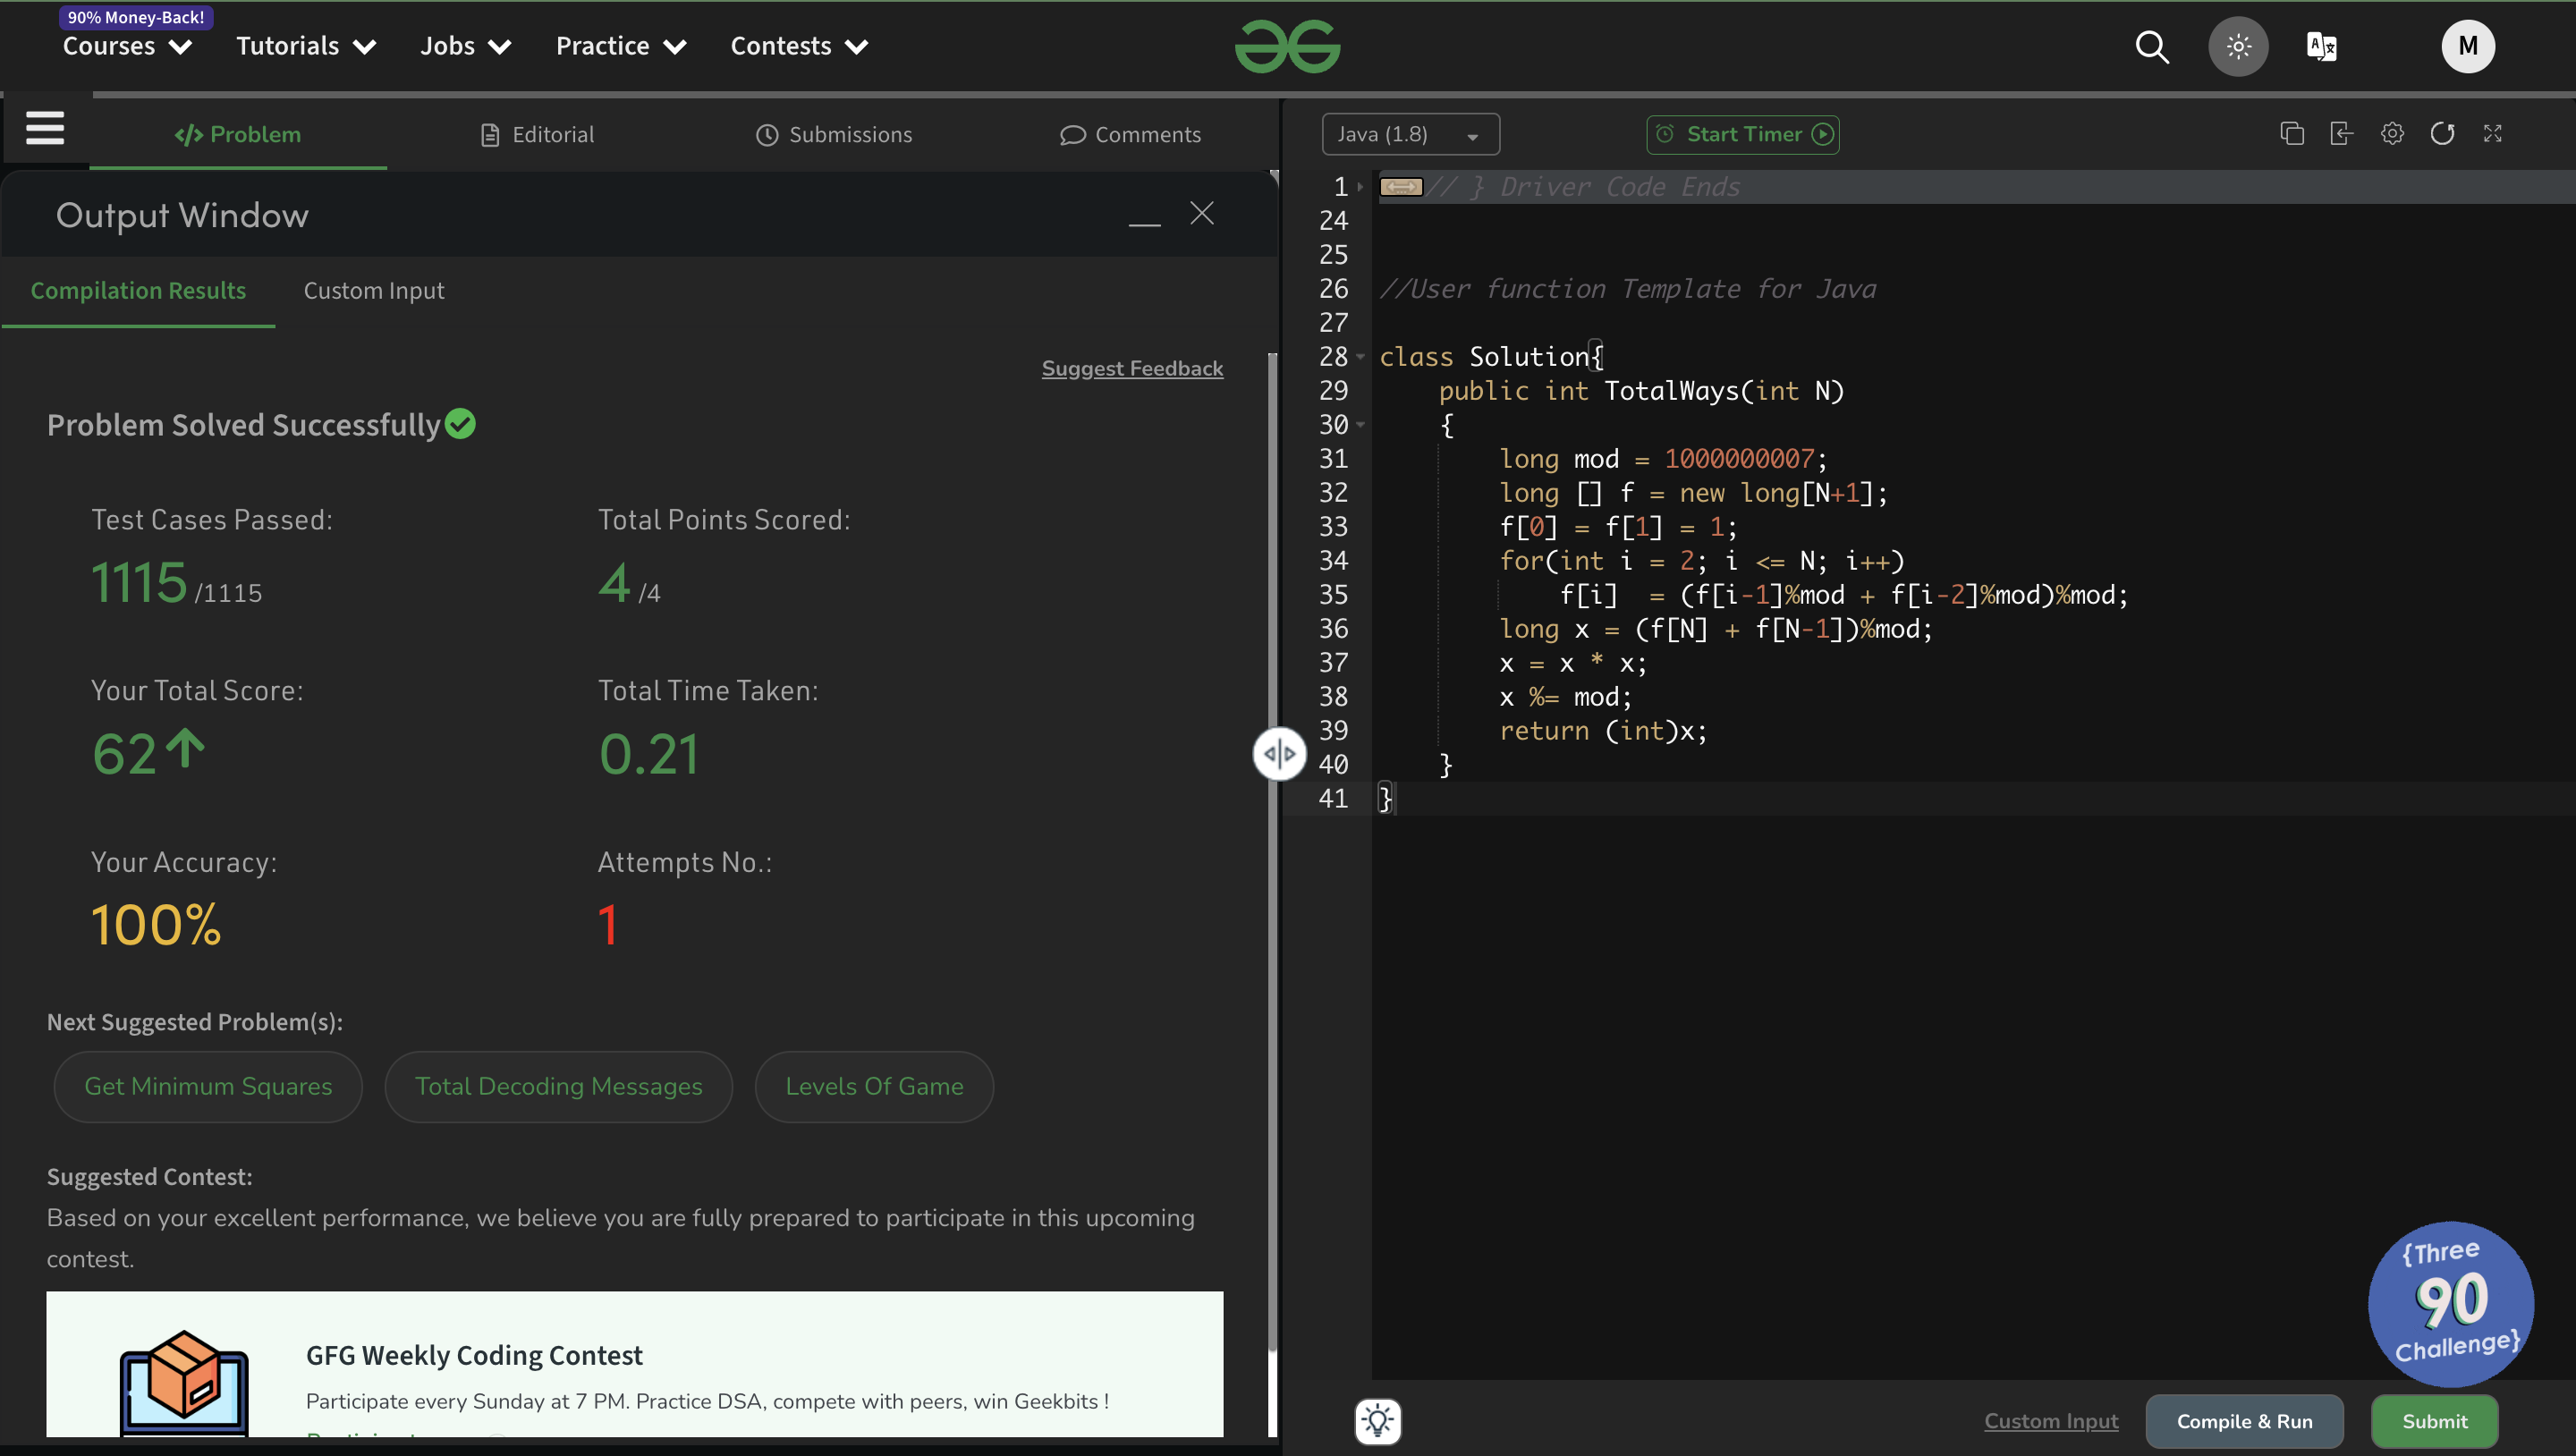 90% Money-Back!
Courses Tutorials Jobs Practice Contests
M
Problem Editorial Submissions Comments
Output Window
Compilation Results Custom Input
Suggest Feedback
Problem Solved Successfully
Test Cases Passed: Total Points Scored:
1115 /1115 4 /4
Your Total Score: Total Time Taken:
62 0.21
Your Accuracy: Attempts No.:
100% 1
Next Suggested Problem(s):
Get Minimum Squares Total Decoding Messages Levels Of Game
Suggested Contest:
Based on your excellent performance, we believe you are fully prepared to participate in this upcoming
contest.
GFG Weekly Coding Contest
Participate every Sunday at 7 PM. Practice DSA, compete with peers, win Geekbits !
Java (1.8) Start Timer
1 // } Driver Code Ends
24
25
26 //User function Template for Java
27
28 class Solution{
29 public int TotalWays(int N)
30 {
31 long mod = 1000000007;
32 long [] f = new long[N+1];
33 f[0] = f[1] = 1;
34 for(int i = 2; i <= N; i++)
35 f[i]  = (f[i-1]%mod + f[i-2]%mod)%mod;
36 long x = (f[N] + f[N-1])%mod;
37 x = x * x;
38 x %= mod;
39 return (int)x;
40 }
41 }
{Three
90
Challenge}
Custom Input Compile & Run Submit